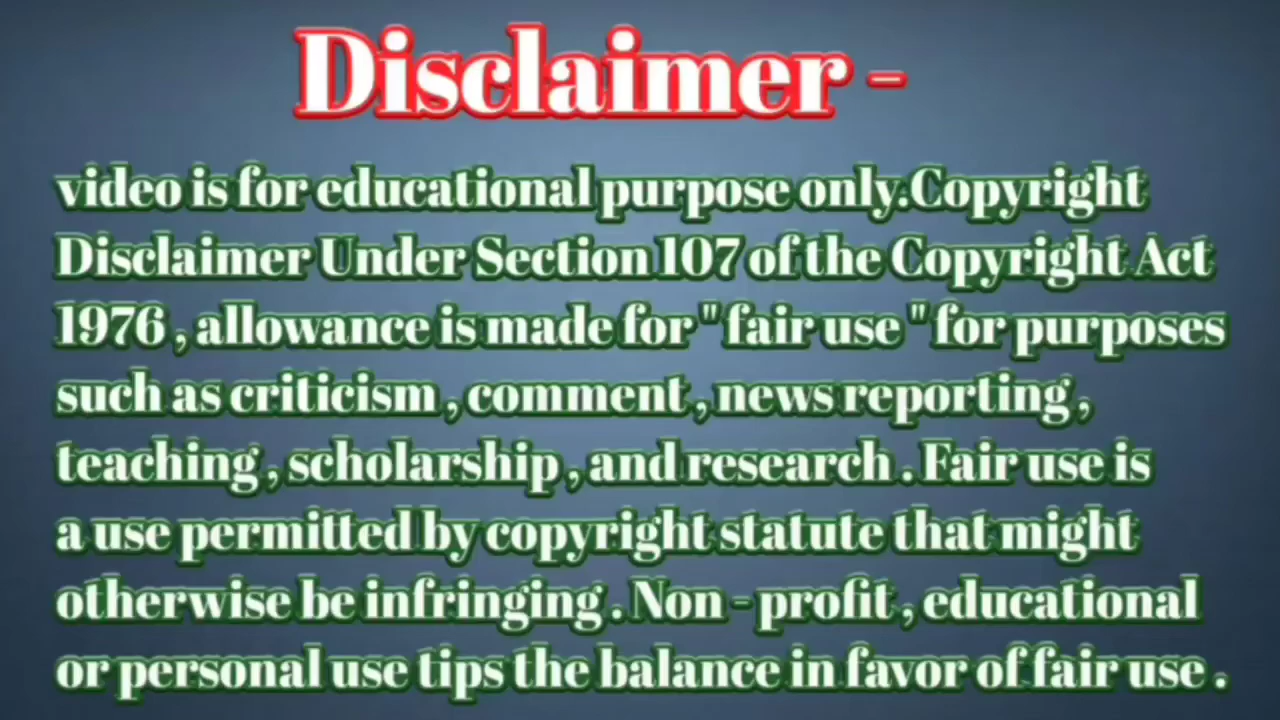 Disclaimer -
video is for educational purpose only.Copyright
Disclaimer Under Section 107 of the Copyright Act
1976 , allowance is made for " fair use " for purposes
such as criticism , comment , news reporting ,
teaching , scholarship , and research . Fair use is
a use permitted by copyright statute that might
otherwise be infringing . Non - profit , educational
or personal use tips the balance in favor of fair use .